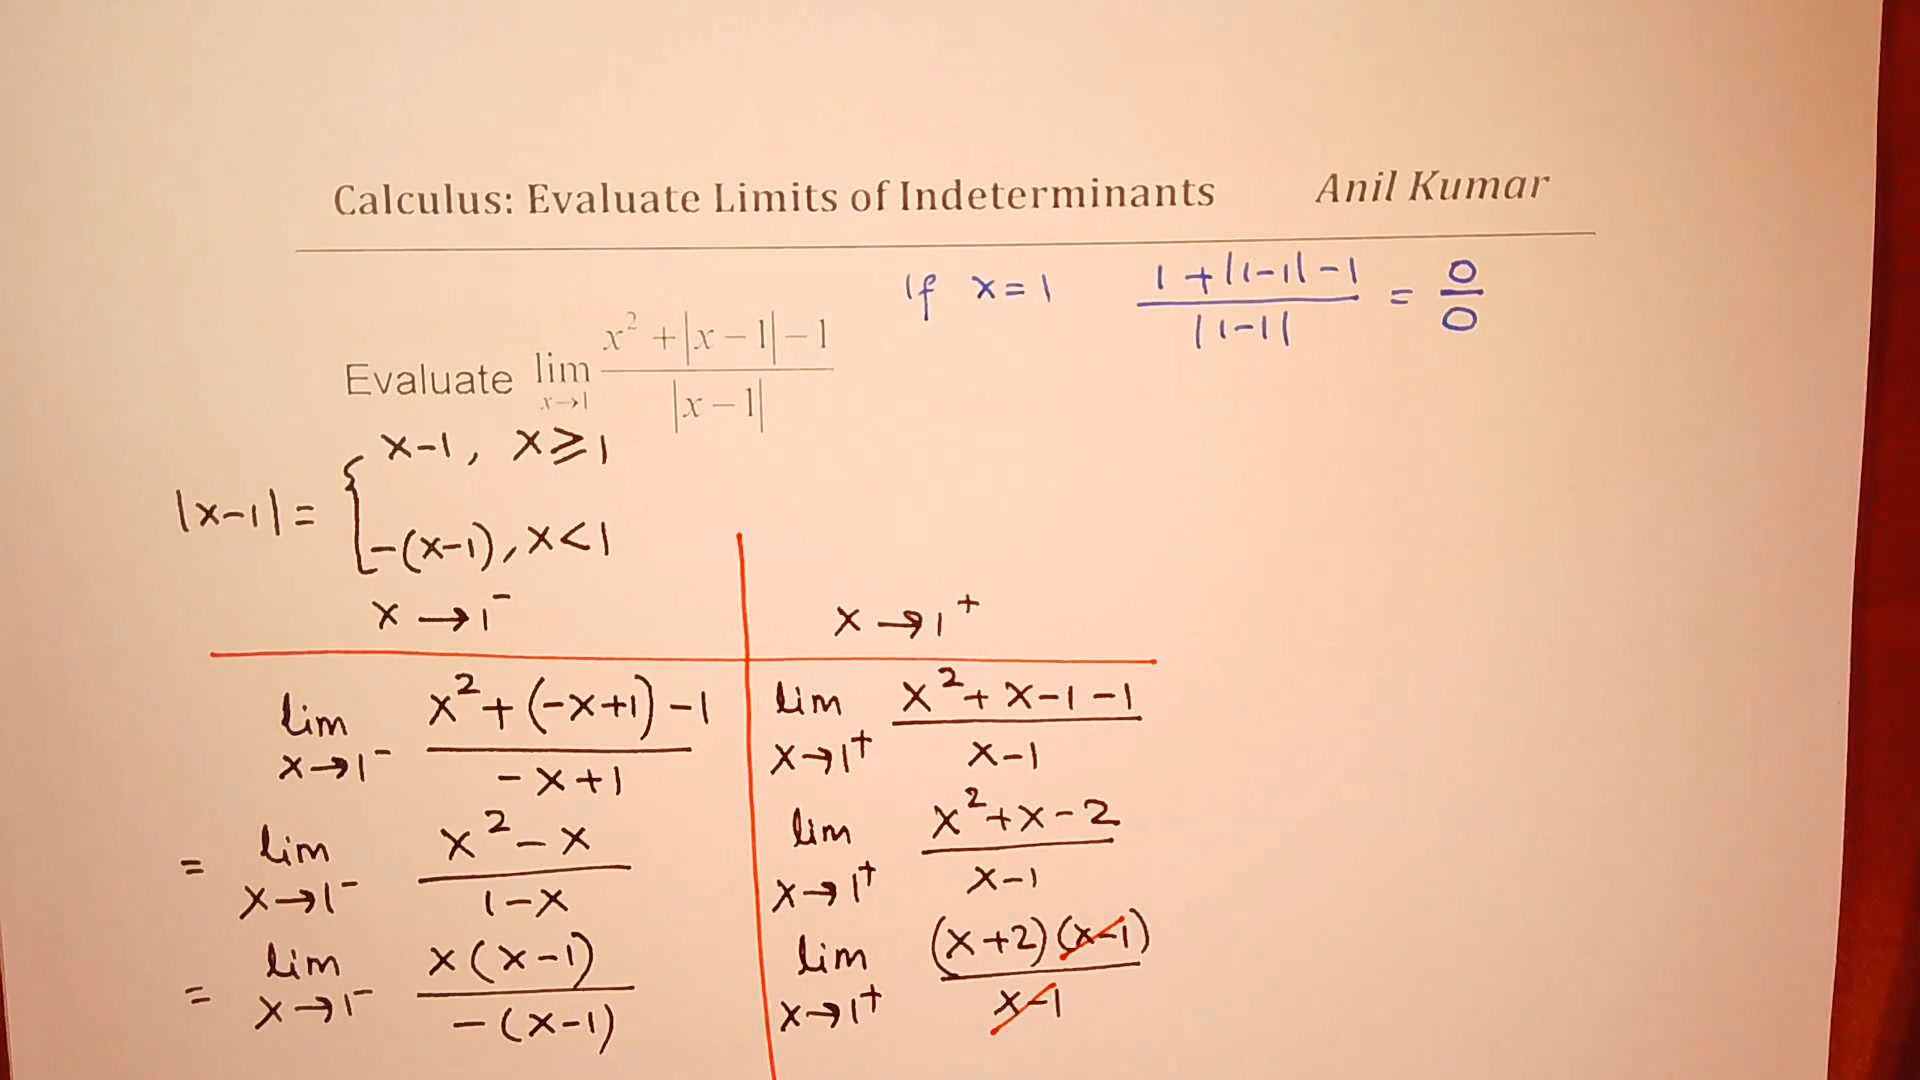 Calculus: Evaluate Limits of Indeterminants Anil Kumar
If x=1 (1+|1-1|-1)/|1-1| = 0/0
Evaluate lim x→1 (x² + |x-1| - 1)/|x-1|
|x-1| = { x-1, x≥1
-(x-1), x<1
x→1⁻ x→1⁺
lim x→1⁻ (x²+(-x+1)-1)/(-x+1) lim x→1⁺ (x²+x-1-1)/(x-1)
= lim x→1⁻ (x²-x)/(1-x) lim x→1⁺ (x²+x-2)/(x-1)
= lim x→1⁻ x(x-1)/-(x-1) lim x→1⁺ (x+2)(x-1)/(x-1)